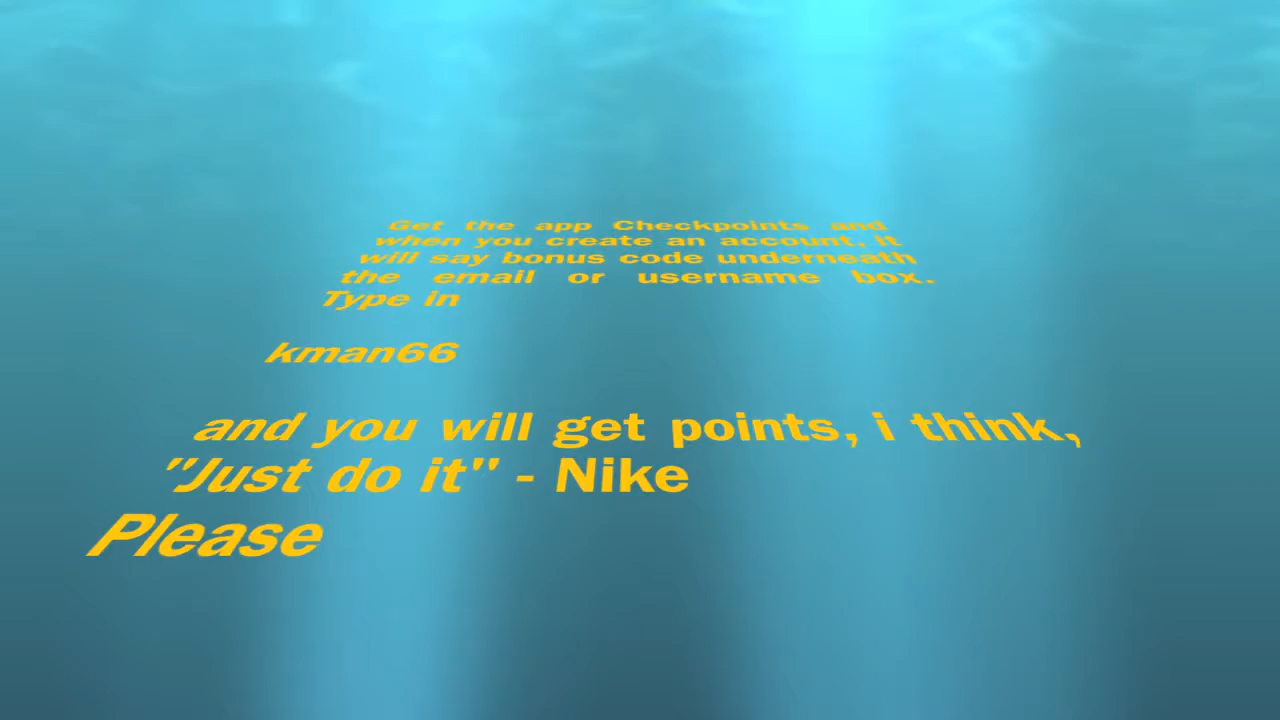 Get the app Checkpoints and
when you create an account, it
will say bonus code underneath
the email or username box.
Type in
kman66
and you will get points, i think,
"Just do it" - Nike
Please